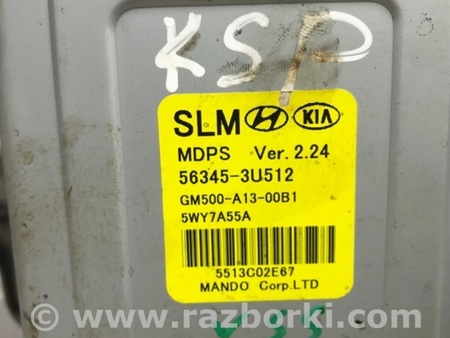 KSP
SLM KIA
MDPS Ver. 2.24
56345-3U512
GM500-A13-00B1
5WY7A55A
5513C02E67
MANDO Corp.LTD
© www.razborki.com